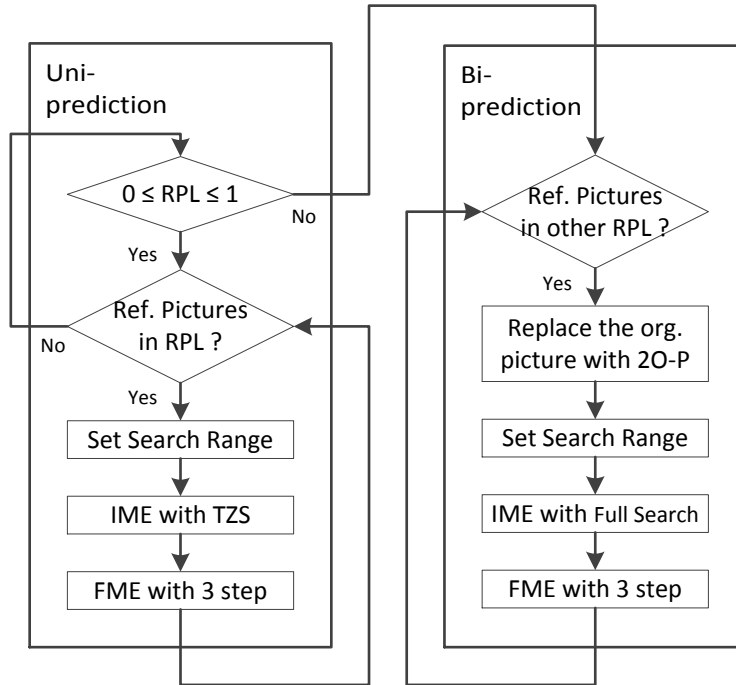 Uni-
prediction
0 ≤ RPL ≤ 1
No
Yes
Ref. Pictures
in RPL ?
No
Yes
Set Search Range
IME with TZS
FME with 3 step
Bi-
prediction
Ref. Pictures
in other RPL ?
Yes
Replace the org.
picture with 2O-P
Set Search Range
IME with Full Search
FME with 3 step